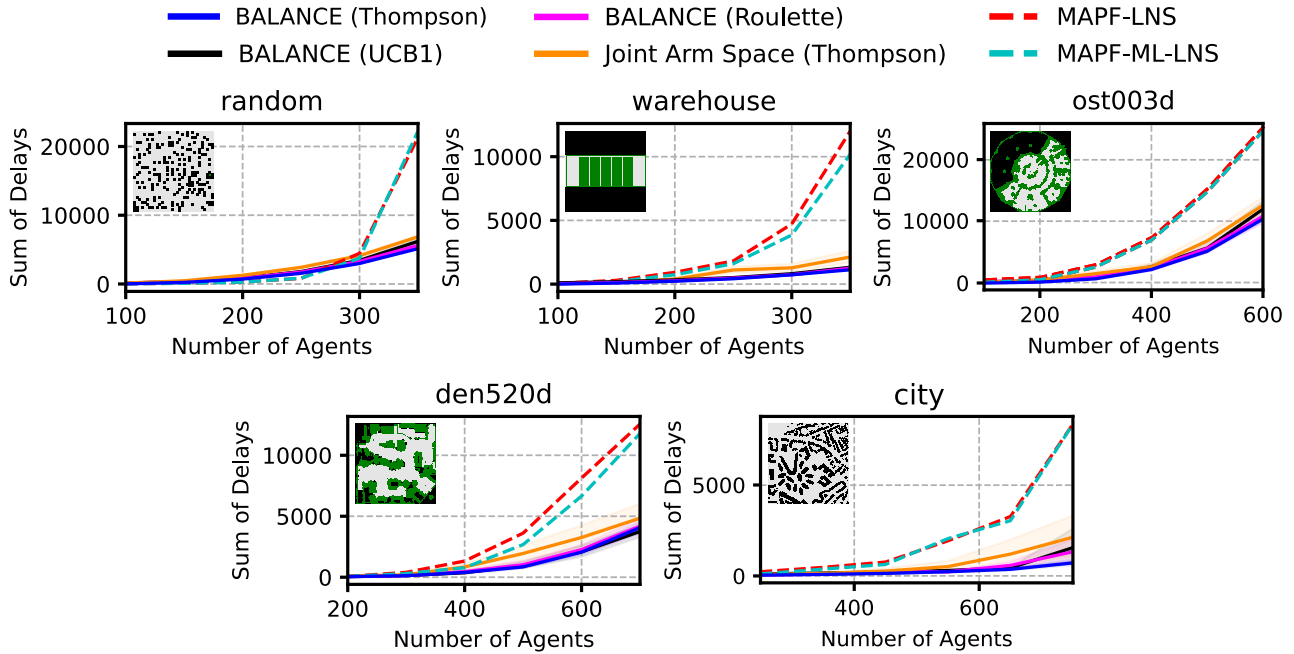 BALANCE (Thompson) BALANCE (Roulette) MAPF-LNS
BALANCE (UCB1) Joint Arm Space (Thompson) MAPF-ML-LNS
random warehouse ost003d
Sum of Delays
20000
10000
0
100 200 300
Number of Agents
Sum of Delays
10000
5000
0
100 200 300
Number of Agents
Sum of Delays
20000
10000
0
200 400 600
Number of Agents
den520d city
Sum of Delays
10000
5000
0
200 400 600
Number of Agents
Sum of Delays
5000
0
400 600
Number of Agents